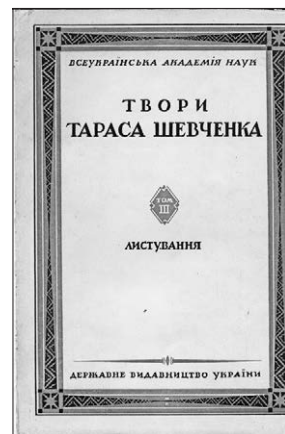 ВСЕУКРАЇНСЬКА АКАДЕМІЯ НАУК
ТВОРИ
ТАРАСА ШЕВЧЕНКА
ТОМ
III
ЛИСТУВАННЯ
ДЕРЖАВНЕ ВИДАВНИЦТВО УКРАЇНИ